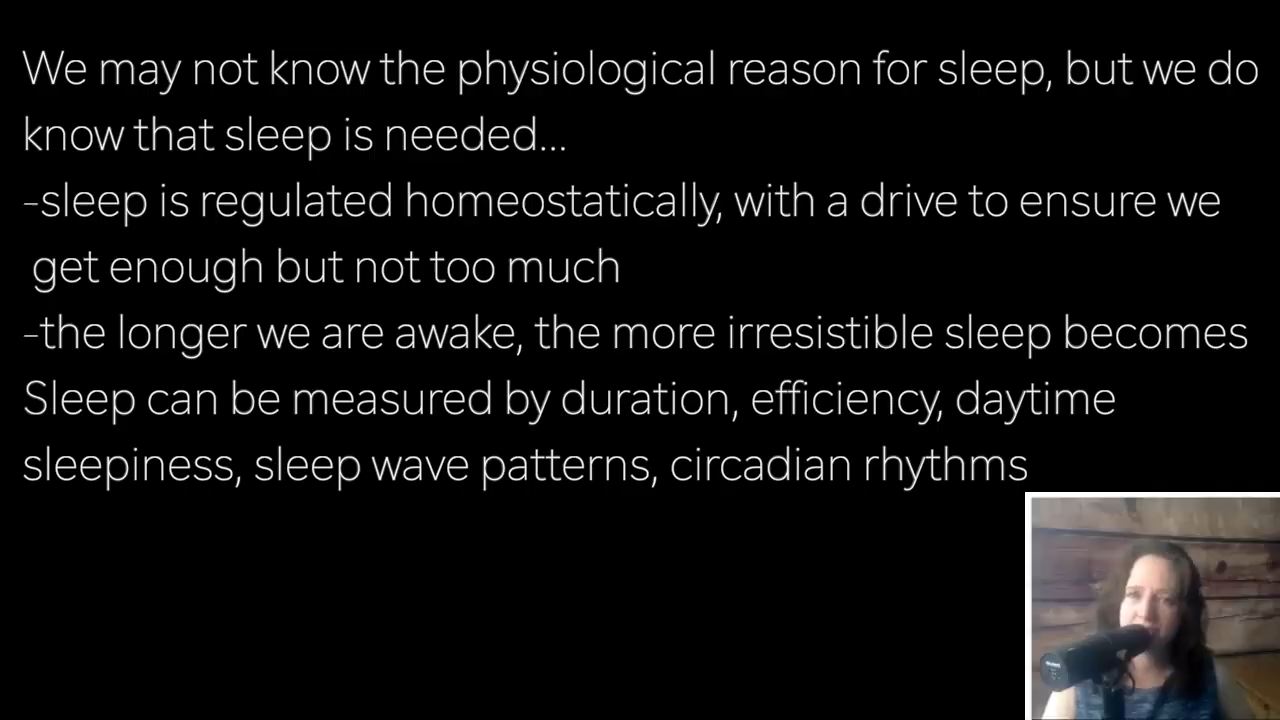 We may not know the physiological reason for sleep, but we do
know that sleep is needed...
-sleep is regulated homeostatically, with a drive to ensure we
get enough but not too much
-the longer we are awake, the more irresistible sleep becomes
Sleep can be measured by duration, efficiency, daytime
sleepiness, sleep wave patterns, circadian rhythms